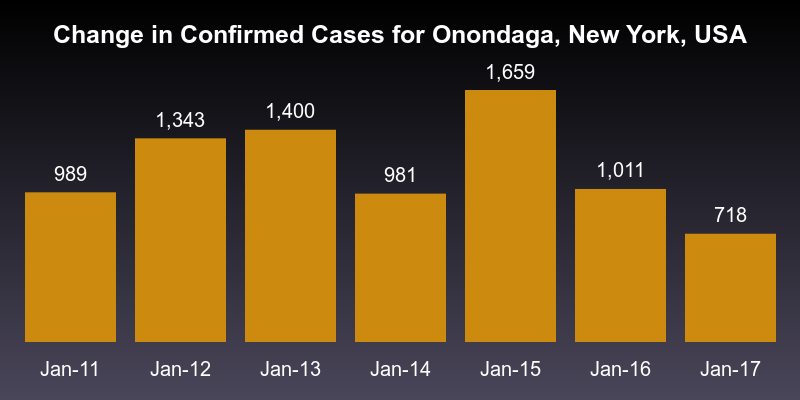 Change in Confirmed Cases for Onondaga, New York, USA
989
1,343
1,400
981
1,659
1,011
718
Jan-11
Jan-12
Jan-13
Jan-14
Jan-15
Jan-16
Jan-17